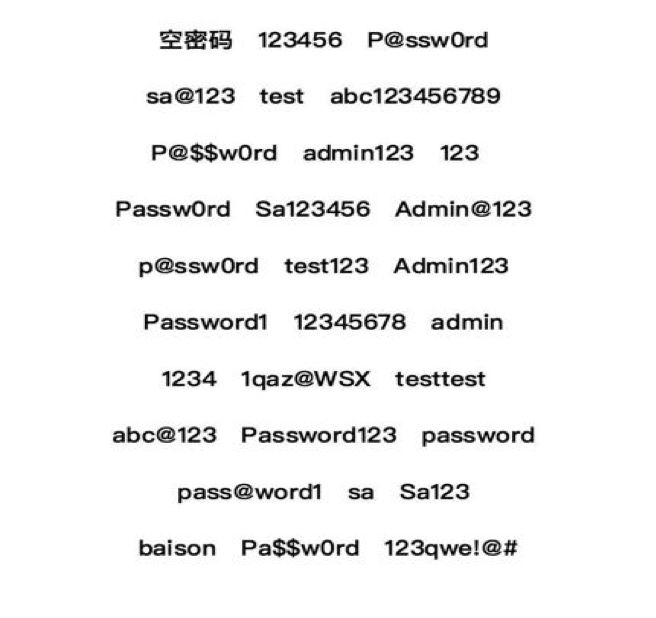 空密码 123456 P@ssw0rd
sa@123 test abc123456789
P@$$w0rd admin123 123
Passw0rd Sa123456 Admin@123
p@ssw0rd test123 Admin123
Password1 12345678 admin
1234 1qaz@WSX testtest
abc@123 Password123 password
pass@word1 sa Sa123
baison Pa$$w0rd 123qwe!@#